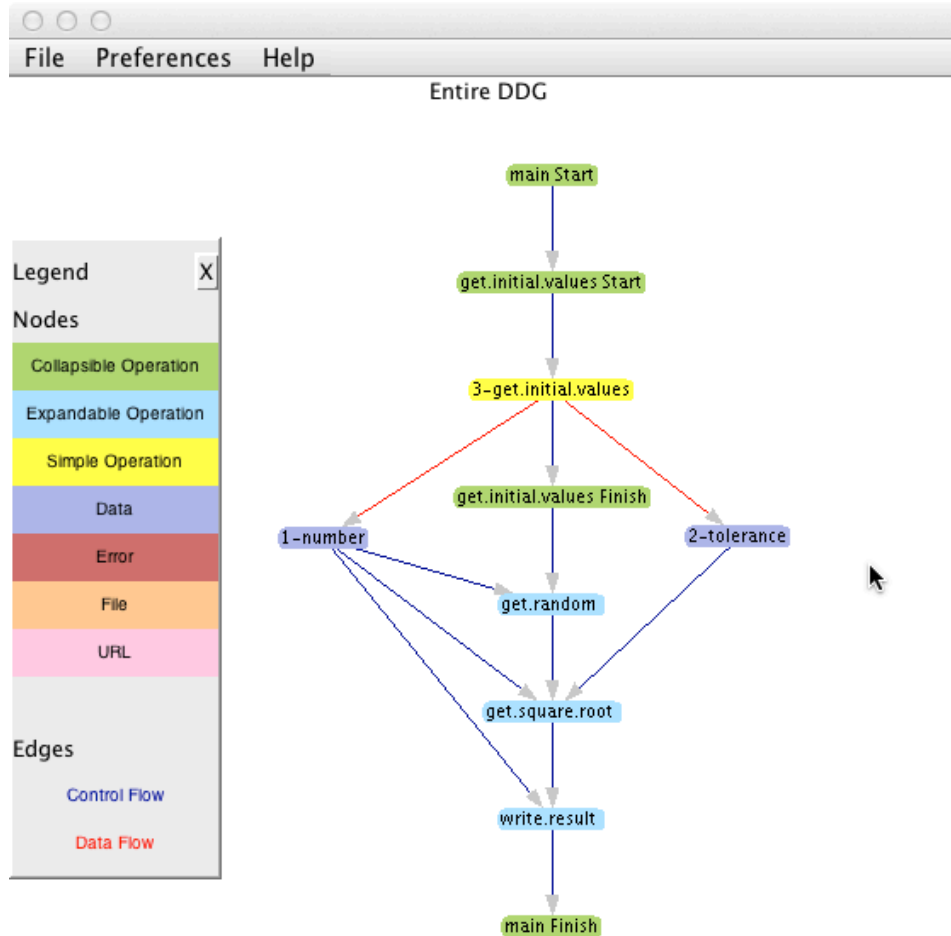 File Preferences Help
Entire DDG
main Start
get.initial.values Start
3-get.initial.values
get.initial.values Finish
1-number
2-tolerance
get.random
get.square.root
write.result
main Finish
Legend X
Nodes
Collapsible Operation
Expandable Operation
Simple Operation
Data
Error
File
URL
Edges
Control Flow
Data Flow